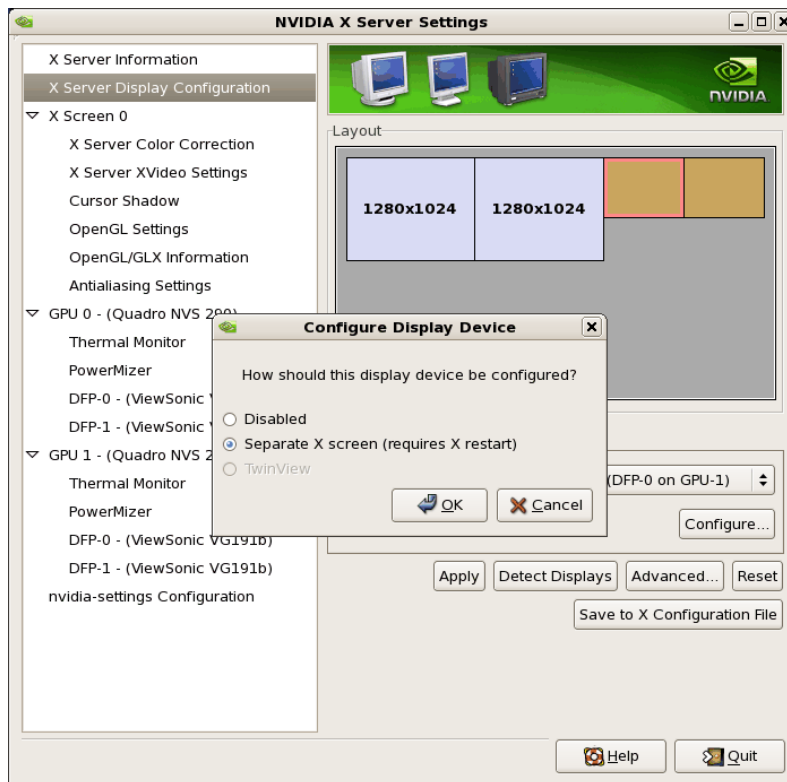 NVIDIA X Server Settings
X Server Information
X Server Display Configuration
X Screen 0
X Server Color Correction
X Server XVideo Settings
Cursor Shadow
OpenGL Settings
OpenGL/GLX Information
Antialiasing Settings
GPU 0 - (Quadro NVS 290)
Thermal Monitor
PowerMizer
DFP-0 - (ViewSonic
DFP-1 - (ViewSonic
GPU 1 - (Quadro NVS 2
Thermal Monitor
PowerMizer
DFP-0 - (ViewSonic VG191b)
DFP-1 - (ViewSonic VG191b)
nvidia-settings Configuration
NVIDIA
Layout
1280x1024
1280x1024
Configure Display Device
How should this display device be configured?
Disabled
Separate X screen (requires X restart)
TwinView
OK
Cancel
(DFP-0 on GPU-1)
Configure...
Apply
Detect Displays
Advanced...
Reset
Save to X Configuration File
Help
Quit